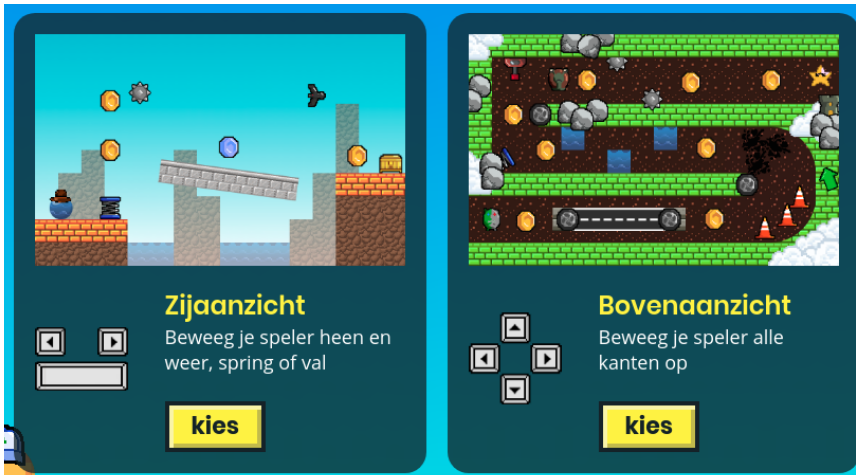 Zijaanzicht
Beweeg je speler heen en
weer, spring of val
kies
Bovenaanzicht
Beweeg je speler alle
kanten op
kies